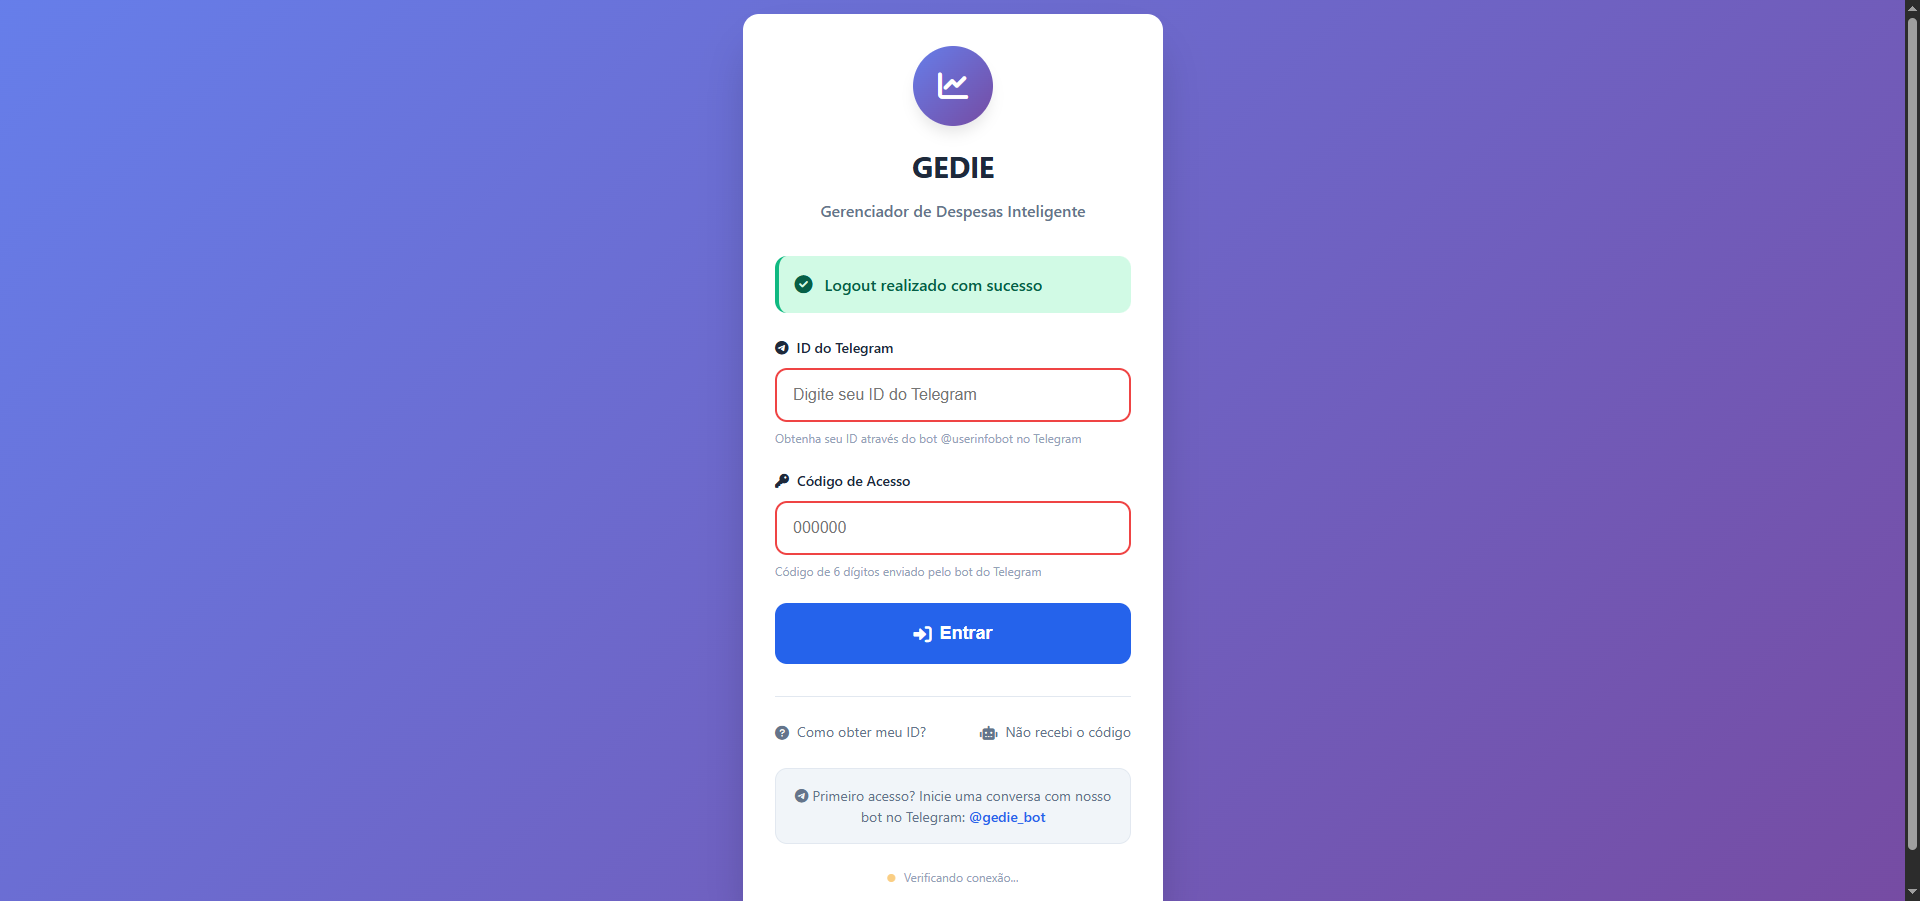 GEDIE
Gerenciador de Despesas Inteligente
Logout realizado com sucesso
ID do Telegram
Digite seu ID do Telegram
Obtenha seu ID através do bot @userinfobot no Telegram
Código de Acesso
000000
Código de 6 dígitos enviado pelo bot do Telegram
Entrar
Como obter meu ID?
Não recebi o código
Primeiro acesso? Inicie uma conversa com nosso
bot no Telegram: @gedie_bot
Verificando conexão...